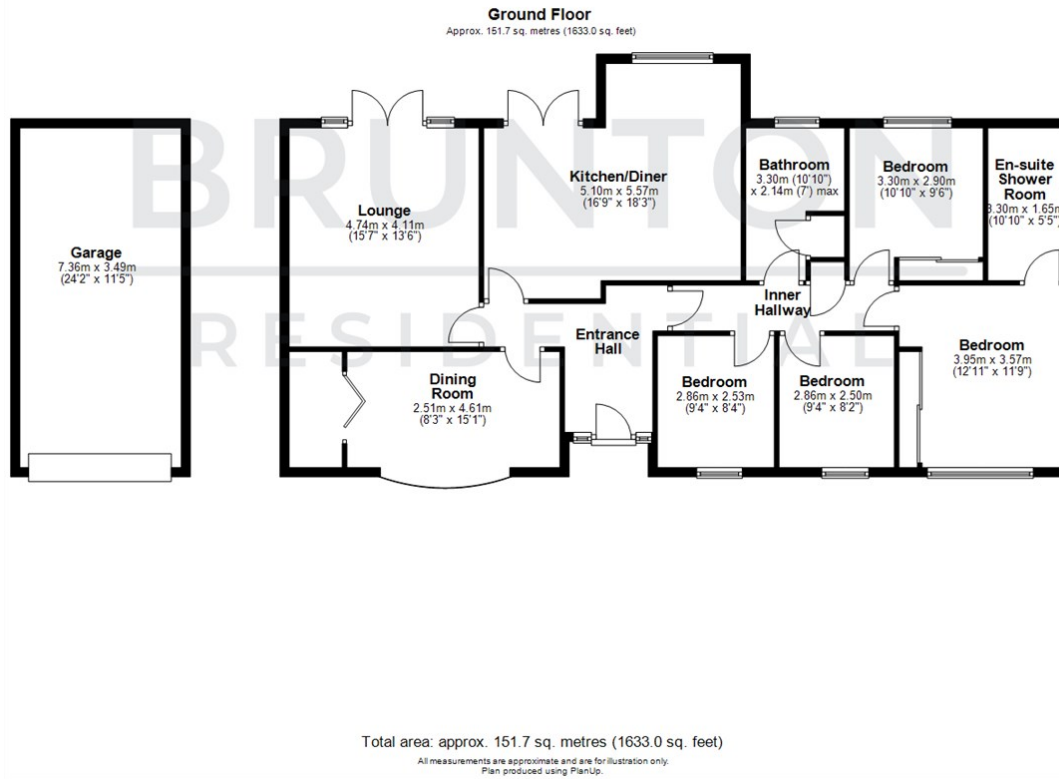 Ground Floor
Approx. 151.7 sq. metres (1633.0 sq. feet)
BRUNTON
RESIDENTIAL
Garage
7.36m x 3.49m
(24'2" x 11'5")
Lounge
4.74m x 4.11m
(15'7" x 13'6")
Kitchen/Diner
5.10m x 5.57m
(16'9" x 18'3")
Bathroom
3.30m (10'10")
x 2.14m (7') max
Bedroom
3.30m x 2.90m
(10'10" x 9'6")
En-suite
Shower
Room
3.30m x 1.65m
(10'10" x 5'5")
Inner
Hallway
Entrance
Hall
Dining
Room
2.51m x 4.61m
(8'3" x 15'1")
Bedroom
2.86m x 2.53m
(9'4" x 8'4")
Bedroom
2.86m x 2.50m
(9'4" x 8'2")
Bedroom
3.95m x 3.57m
(12'11" x 11'9")
Total area: approx. 151.7 sq. metres (1633.0 sq. feet)
All measurements are approximate and are for illustration only.
Plan produced using PlanUp.